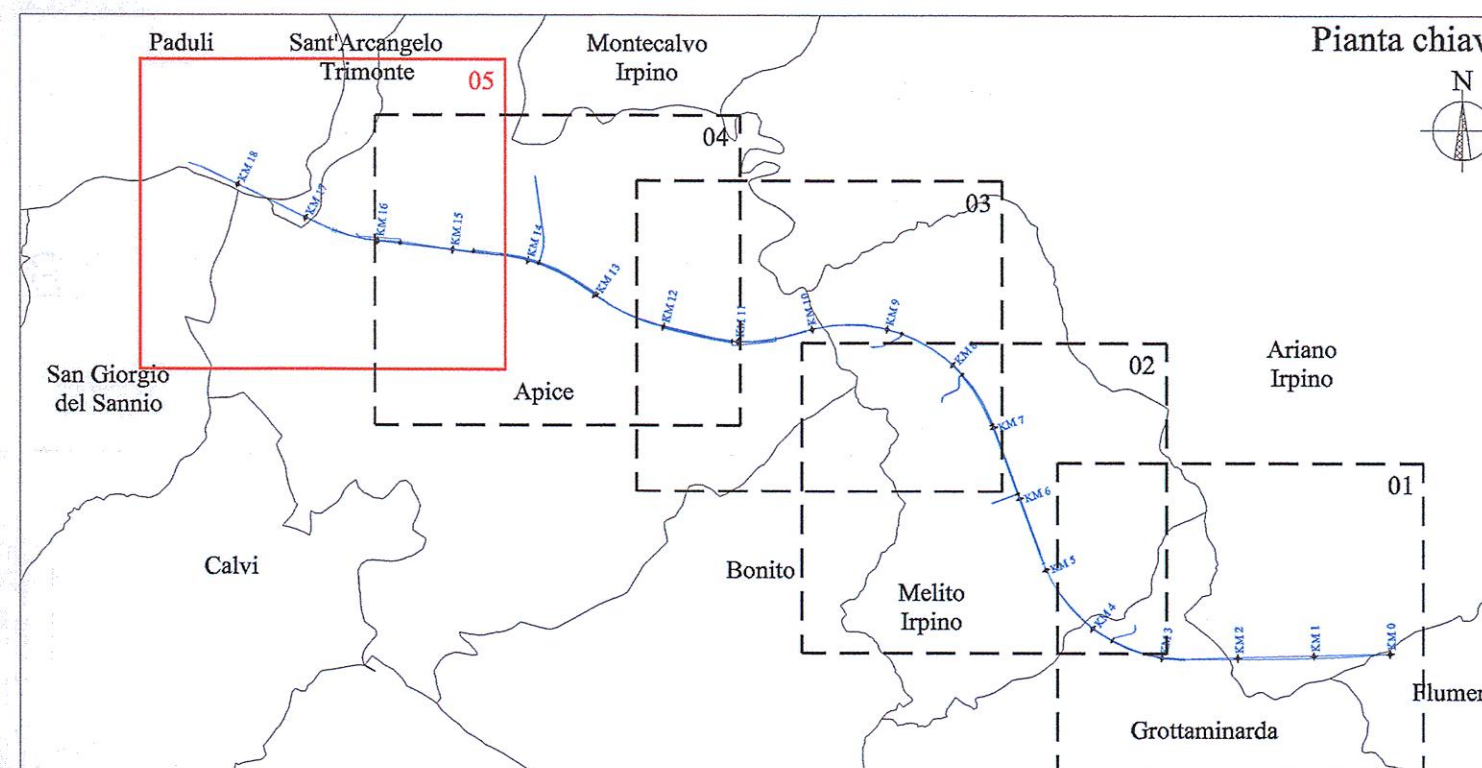 Paduli
Sant'Arcangelo
Trimonte
Montecalvo
Irpino
Pianta chiav
N
05
04
03
02
01
KM 18
KM 17
KM 16
KM 15
KM 14
KM 13
KM 12
KM 11
KM 10
KM 9
KM 8
KM 7
KM 6
KM 5
KM 4
KM 3
KM 2
KM 1
KM 0
San Giorgio
del Sannio
Apice
Ariano
Irpino
Calvi
Bonito
Melito
Irpino
Flumer
Grottaminarda